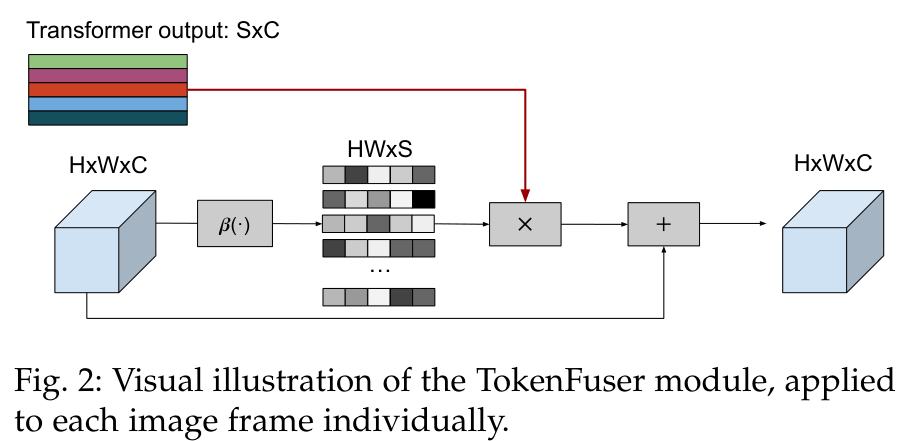 Transformer output: SxC
HxWxC
HWxS
HxWxC
β(·)
×
+
...
Fig. 2: Visual illustration of the TokenFuser module, applied
to each image frame individually.